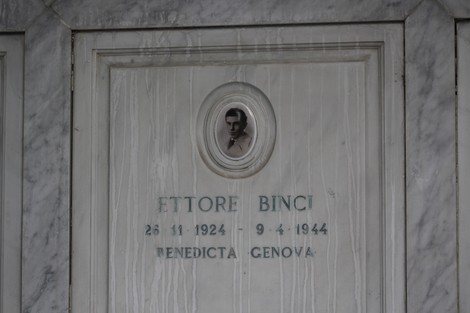 ETTORE BINCI
26·11·1924 - 9·4·1944
BENEDICTA GENOVA